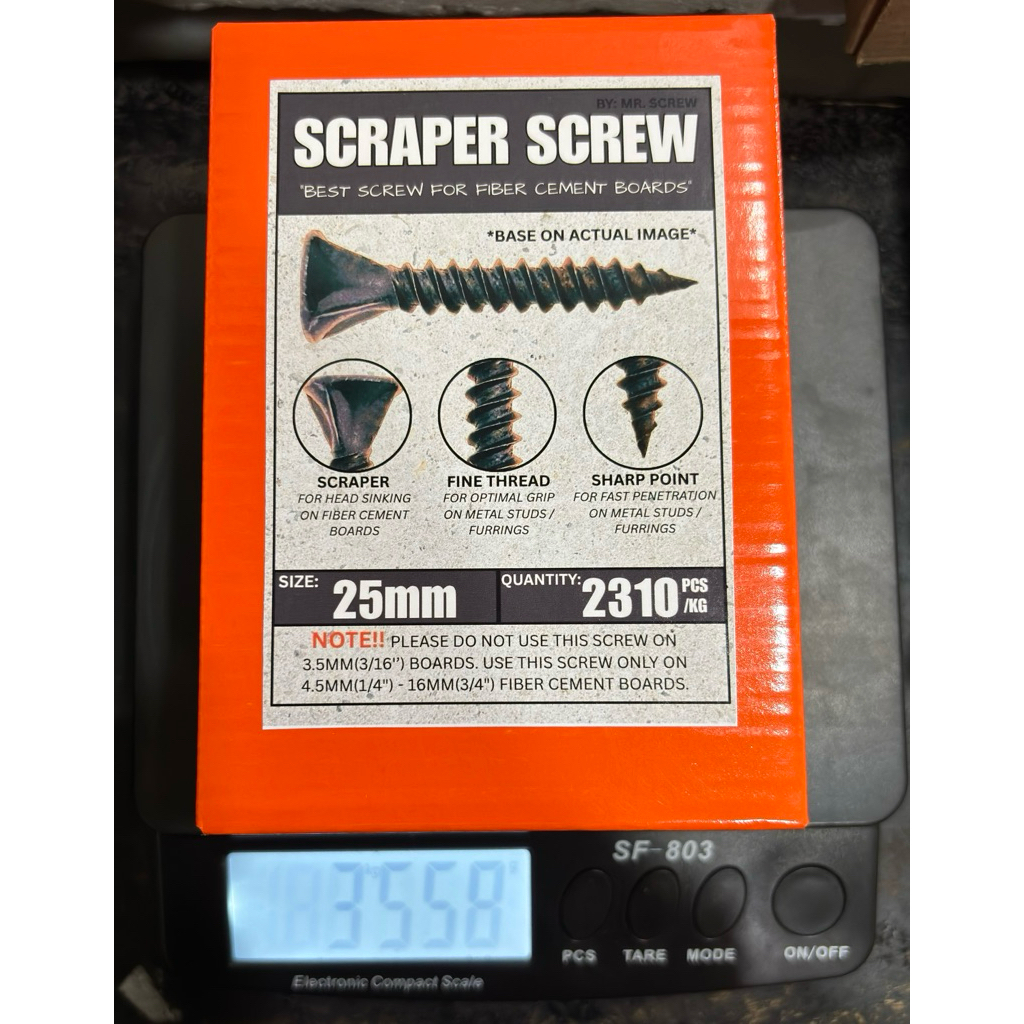 BY: MR. SCREW
SCRAPER SCREW
"BEST SCREW FOR FIBER CEMENT BOARDS"
*BASE ON ACTUAL IMAGE*
SCRAPER
FOR HEAD SINKING
ON FIBER CEMENT
BOARDS
FINE THREAD
FOR OPTIMAL GRIP
ON METAL STUDS /
FURRINGS
SHARP POINT
FOR FAST PENETRATION
ON METAL STUDS /
FURRINGS
SIZE: 25mm
QUANTITY: 2310 PCS
/KG
NOTE!! PLEASE DO NOT USE THIS SCREW ON
3.5MM(3/16'') BOARDS. USE THIS SCREW ONLY ON
4.5MM(1/4") - 16MM(3/4") FIBER CEMENT BOARDS.
SF-803
3558
PCS TARE MODE ON/OFF
Electronic Compact Scale